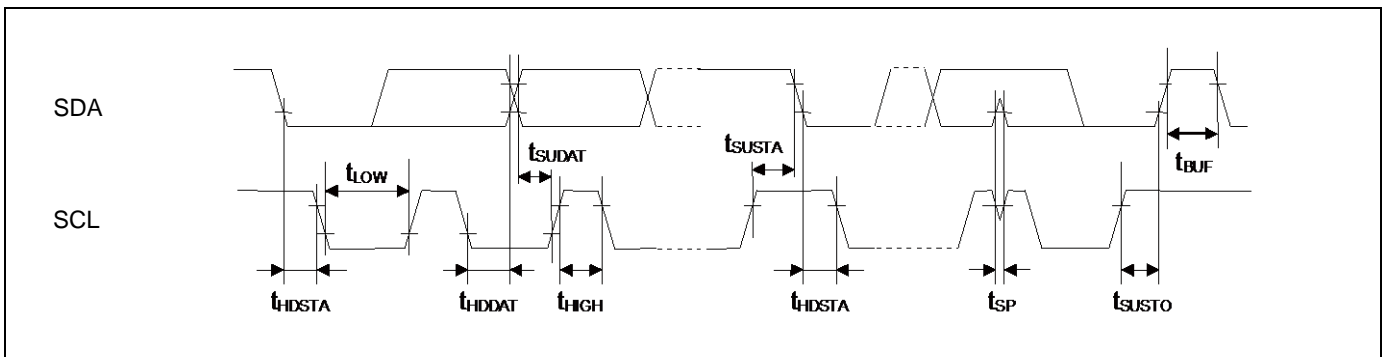 SDA
tSUDAT
tSUSTA
tBUF
tLOW
SCL
tHDSTA
tHDDAT
tHIGH
tHDSTA
tSP
tSUSTO